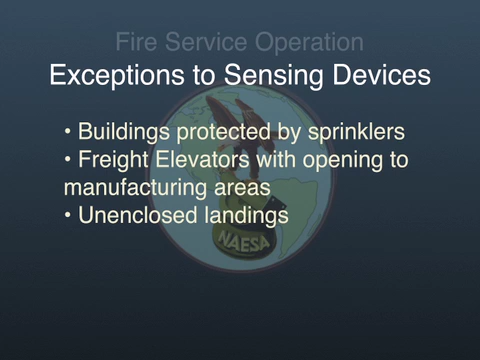 Fire Service Operation
Exceptions to Sensing Devices
• Buildings protected by sprinklers
• Freight Elevators with opening to
manufacturing areas
• Unenclosed landings
NAESA